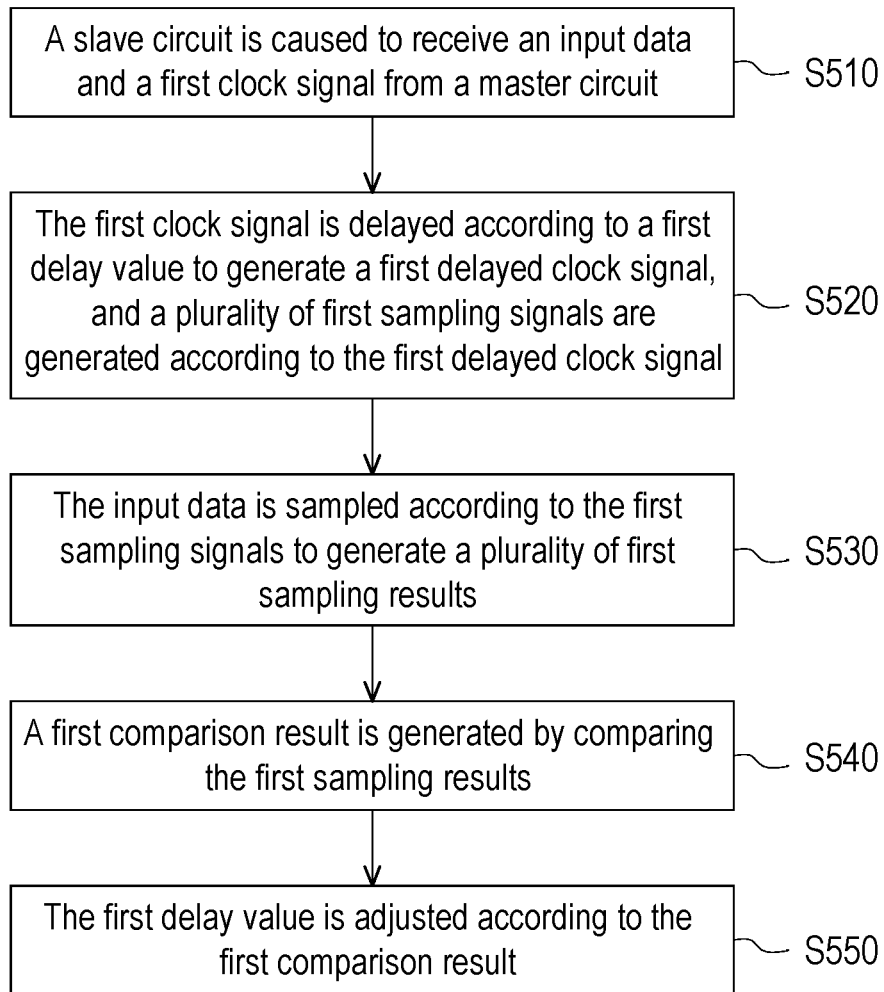 A slave circuit is caused to receive an input data
and a first clock signal from a master circuit
S510
The first clock signal is delayed according to a first
delay value to generate a first delayed clock signal,
and a plurality of first sampling signals are
generated according to the first delayed clock signal
S520
The input data is sampled according to the first
sampling signals to generate a plurality of first
sampling results
S530
A first comparison result is generated by comparing
the first sampling results
S540
The first delay value is adjusted according to the
first comparison result
S550